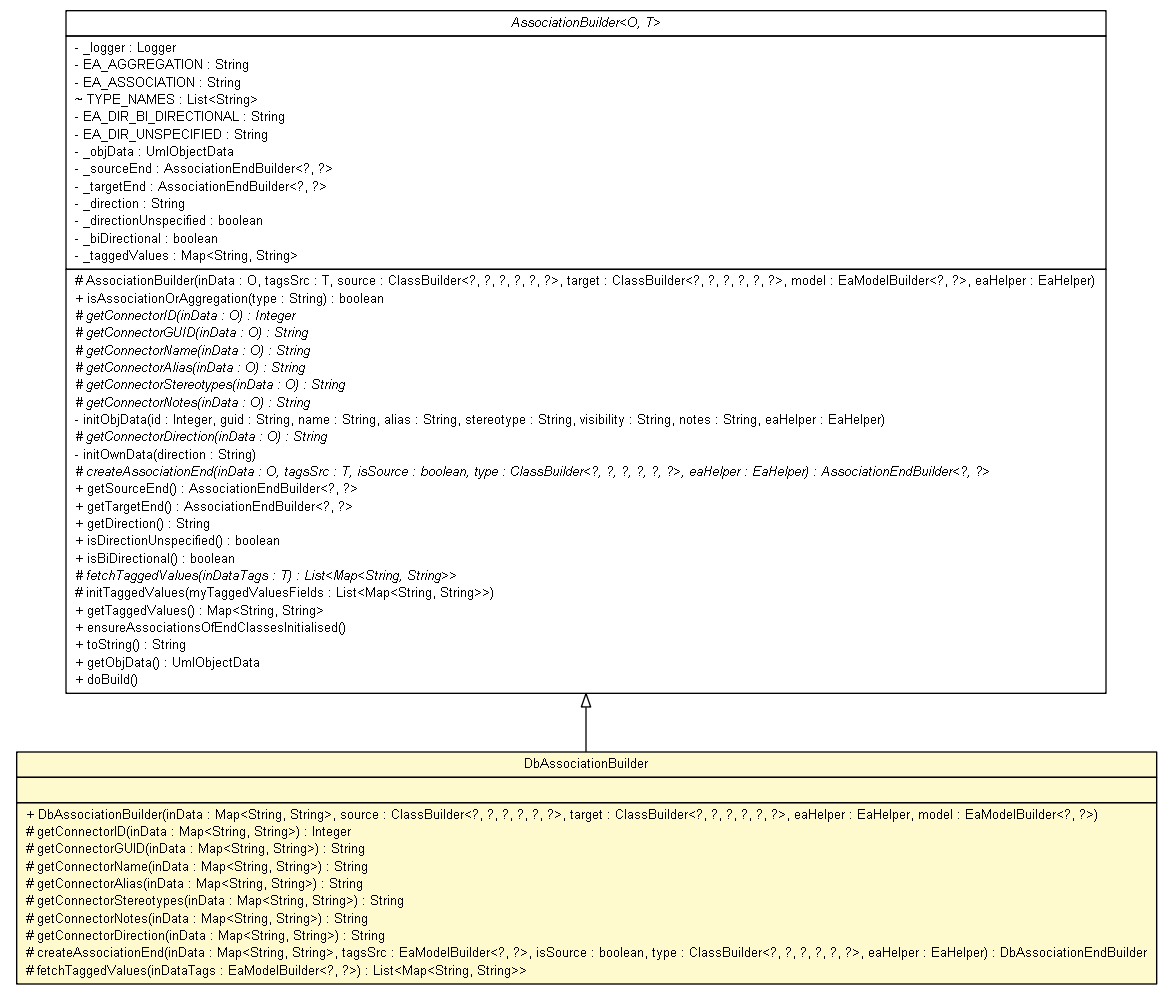 AssociationBuilder<O, T>
- _logger : Logger
- EA_AGGREGATION : String
- EA_ASSOCIATION : String
~ TYPE_NAMES : List<String>
- EA_DIR_BI_DIRECTIONAL : String
- EA_DIR_UNSPECIFIED : String
- _objData : UmlObjectData
- _sourceEnd : AssociationEndBuilder<?, ?>
- _targetEnd : AssociationEndBuilder<?, ?>
- _direction : String
- _directionUnspecified : boolean
- _biDirectional : boolean
- _taggedValues : Map<String, String>
# AssociationBuilder(inData : O, tagsSrc : T, source : ClassBuilder<?, ?, ?, ?, ?, ?>, target : ClassBuilder<?, ?, ?, ?, ?, ?>, model : EaModelBuilder<?, ?>, eaHelper : EaHelper)
+ isAssociationOrAggregation(type : String) : boolean
# getConnectorID(inData : O) : Integer
# getConnectorGUID(inData : O) : String
# getConnectorName(inData : O) : String
# getConnectorAlias(inData : O) : String
# getConnectorStereotypes(inData : O) : String
# getConnectorNotes(inData : O) : String
- initObjData(id : Integer, guid : String, name : String, alias : String, stereotype : String, visibility : String, notes : String, eaHelper : EaHelper)
# getConnectorDirection(inData : O) : String
- initOwnData(direction : String)
# createAssociationEnd(inData : O, tagsSrc : T, isSource : boolean, type : ClassBuilder<?, ?, ?, ?, ?, ?>, eaHelper : EaHelper) : AssociationEndBuilder<?, ?>
+ getSourceEnd() : AssociationEndBuilder<?, ?>
+ getTargetEnd() : AssociationEndBuilder<?, ?>
+ getDirection() : String
+ isDirectionUnspecified() : boolean
+ isBiDirectional() : boolean
# fetchTaggedValues(inDataTags : T) : List<Map<String, String>>
# initTaggedValues(myTaggedValuesFields : List<Map<String, String>>)
+ getTaggedValues() : Map<String, String>
+ ensureAssociationsOfEndClassesInitialised()
+ toString() : String
+ getObjData() : UmlObjectData
+ doBuild()
DbAssociationBuilder
+ DbAssociationBuilder(inData : Map<String, String>, source : ClassBuilder<?, ?, ?, ?, ?, ?>, target : ClassBuilder<?, ?, ?, ?, ?, ?>, eaHelper : EaHelper, model : EaModelBuilder<?, ?>)
# getConnectorID(inData : Map<String, String>) : Integer
# getConnectorGUID(inData : Map<String, String>) : String
# getConnectorName(inData : Map<String, String>) : String
# getConnectorAlias(inData : Map<String, String>) : String
# getConnectorStereotypes(inData : Map<String, String>) : String
# getConnectorNotes(inData : Map<String, String>) : String
# getConnectorDirection(inData : Map<String, String>) : String
# createAssociationEnd(inData : Map<String, String>, tagsSrc : EaModelBuilder<?, ?>, isSource : boolean, type : ClassBuilder<?, ?, ?, ?, ?, ?>, eaHelper : EaHelper) : DbAssociationEndBuilder
# fetchTaggedValues(inDataTags : EaModelBuilder<?, ?>) : List<Map<String, String>>